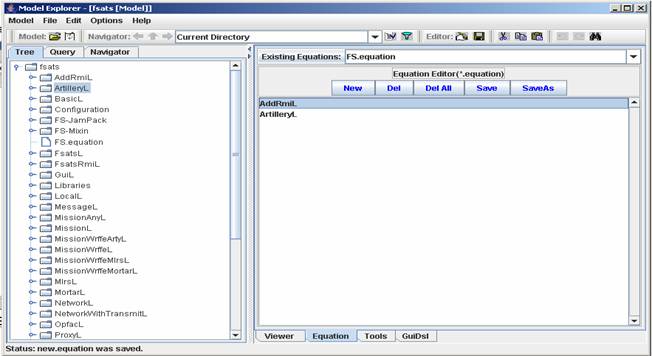 Model Explorer - [fsats [Model]]
Model Edit Options Help
Model: Navigator: Current Directory Editor:
Tree Query Navigator
fsats
AddRmiL
ArtilleryL
BasicL
Configuration
FS-JamPack
FS-Mixin
FS.equation
FsatsL
FsatsRmiL
GuiL
Libraries
LocalL
MessageL
MissionAnyL
MissionL
MissionWrffeArtyL
MissionWrffeL
MissionWrffeMlrsL
MissionWrffeMortarL
MlrsL
MortarL
NetworkL
NetworkWithTransmitL
OpfacL
ProxyL
Existing Equations: FS.equation
Equation Editor(*.equation)
New Del Del All Save SaveAs
AddRmiL
ArtilleryL
Viewer Equation Tools GuiDsl
Status: new.equation was saved.